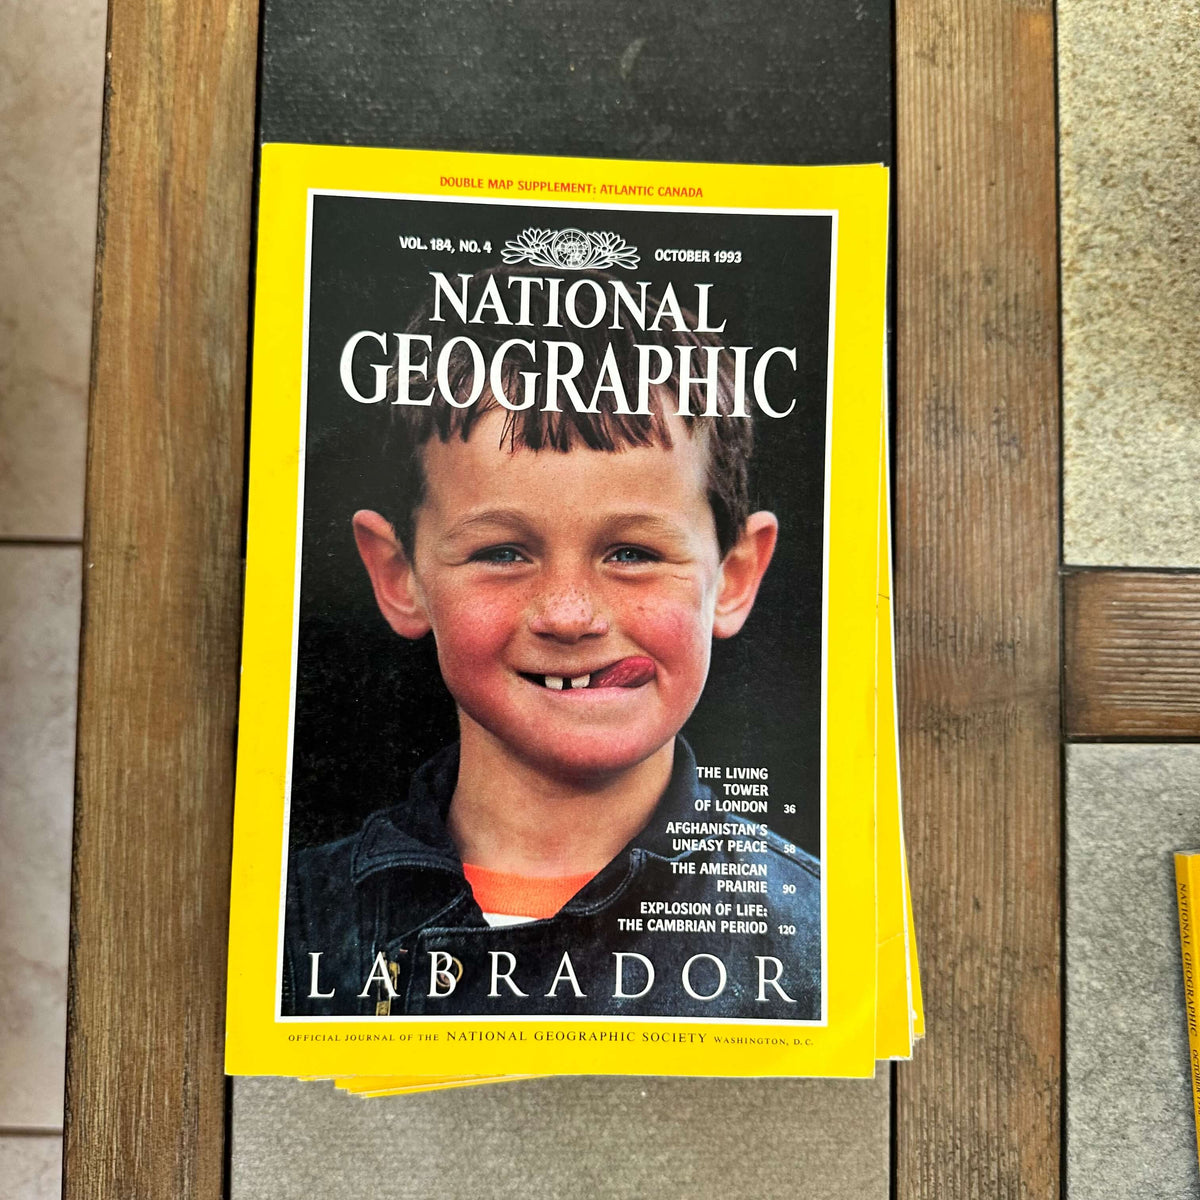 DOUBLE MAP SUPPLEMENT: ATLANTIC CANADA
VOL. 184, NO. 4
OCTOBER 1993
NATIONAL
GEOGRAPHIC
THE LIVING
TOWER
OF LONDON 36
AFGHANISTAN'S
UNEASY PEACE 58
THE AMERICAN
PRAIRIE 90
EXPLOSION OF LIFE:
THE CAMBRIAN PERIOD 120
LABRADOR
OFFICIAL JOURNAL OF THE NATIONAL GEOGRAPHIC SOCIETY WASHINGTON, D.C.
NATIONAL GEOGRAPHIC OCTOBER